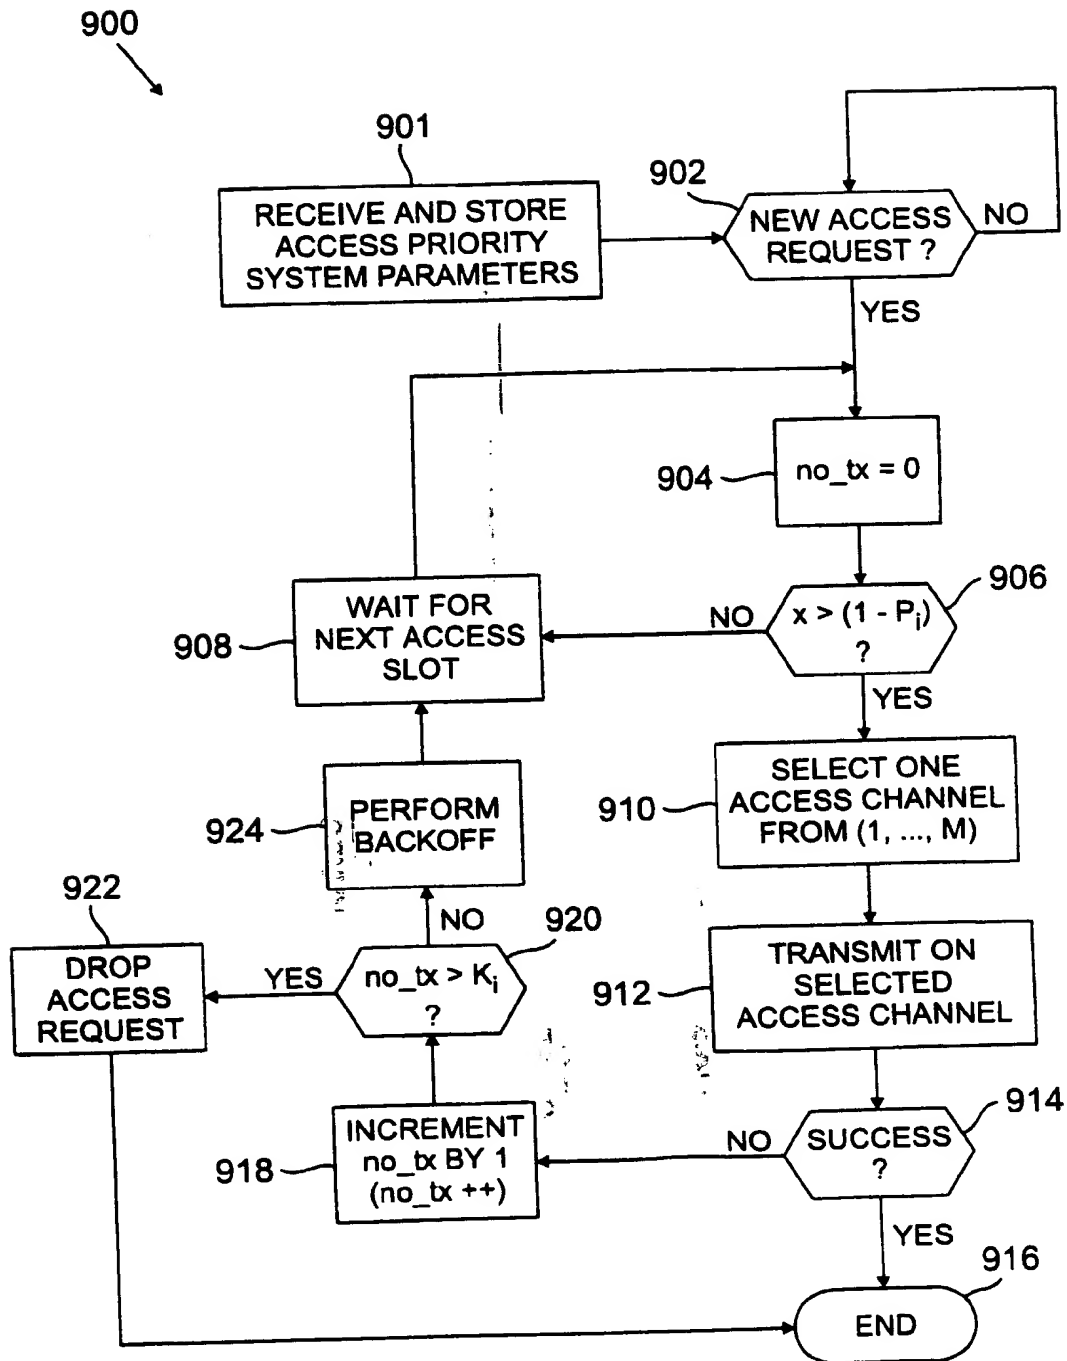 900
901
RECEIVE AND STORE
ACCESS PRIORITY
SYSTEM PARAMETERS
902
NEW ACCESS
REQUEST ?
NO
YES
904
no_tx = 0
906
x > (1 - Pi)
?
NO
YES
908
WAIT FOR
NEXT ACCESS
SLOT
910
SELECT ONE
ACCESS CHANNEL
FROM (1, ..., M)
924
PERFORM
BACKOFF
912
TRANSMIT ON
SELECTED
ACCESS CHANNEL
922
DROP
ACCESS
REQUEST
YES
NO
920
no_tx > Ki
?
914
SUCCESS
?
NO
YES
918
INCREMENT
no_tx BY 1
(no_tx ++)
916
END